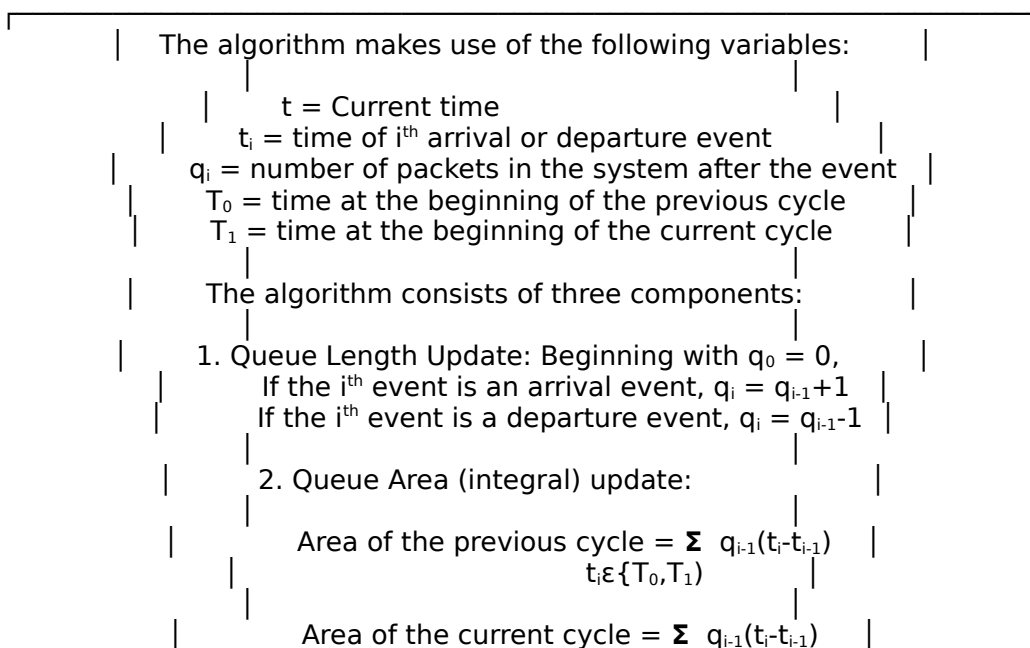 The algorithm makes use of the following variables:
t = Current time
tᵢ = time of iᵗʰ arrival or departure event
qᵢ = number of packets in the system after the event
T₀ = time at the beginning of the previous cycle
T₁ = time at the beginning of the current cycle
The algorithm consists of three components:
1. Queue Length Update: Beginning with q₀ = 0,
If the iᵗʰ event is an arrival event, qᵢ = qᵢ₋₁+1
If the iᵗʰ event is a departure event, qᵢ = qᵢ₋₁-1
2. Queue Area (integral) update:
Area of the previous cycle = Σ qᵢ₋₁(tᵢ-tᵢ₋₁)
tᵢε{T₀,T₁)
Area of the current cycle = Σ qᵢ₋₁(tᵢ-tᵢ₋₁)